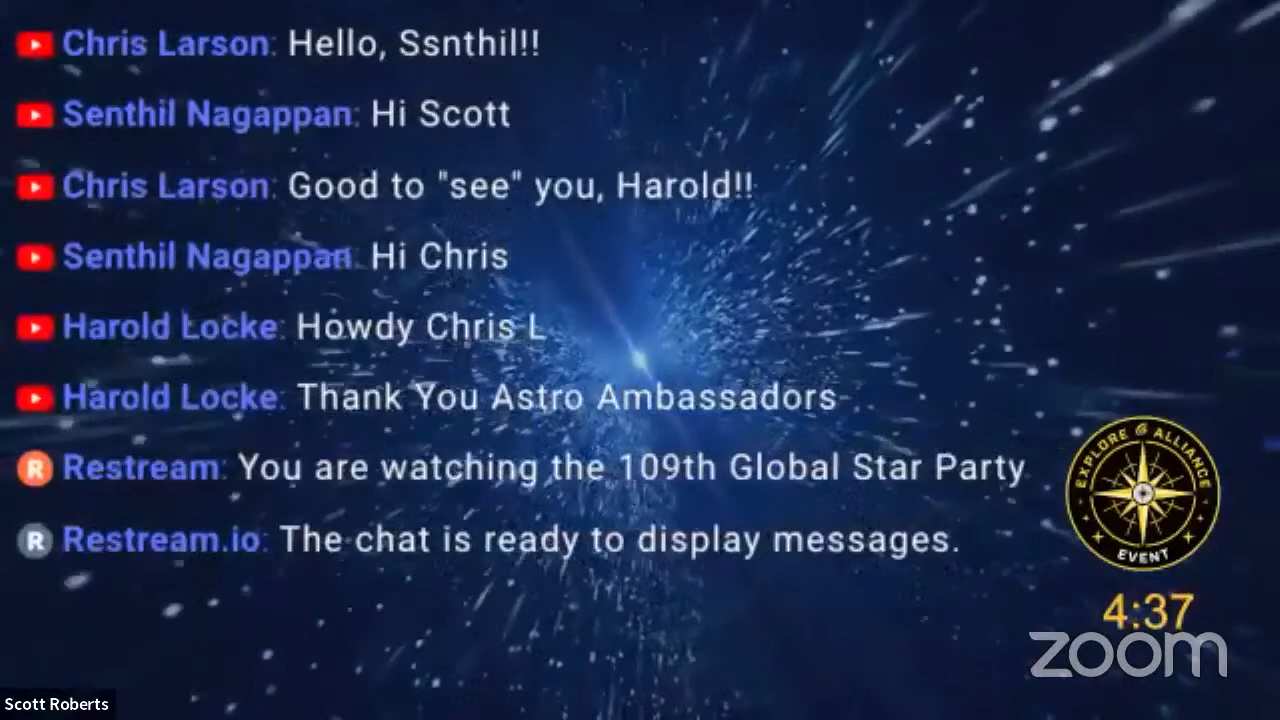 Chris Larson: Hello, Ssnthil!!
Senthil Nagappan: Hi Scott
Chris Larson: Good to "see" you, Harold!!
Senthil Nagappan: Hi Chris
Harold Locke: Howdy Chris L
Harold Locke: Thank You Astro Ambassadors
R Restream: You are watching the 109th Global Star Party
R Restream.io: The chat is ready to display messages.
EXPLORE ALLIANCE
EVENT
4:37
zoom
Scott Roberts